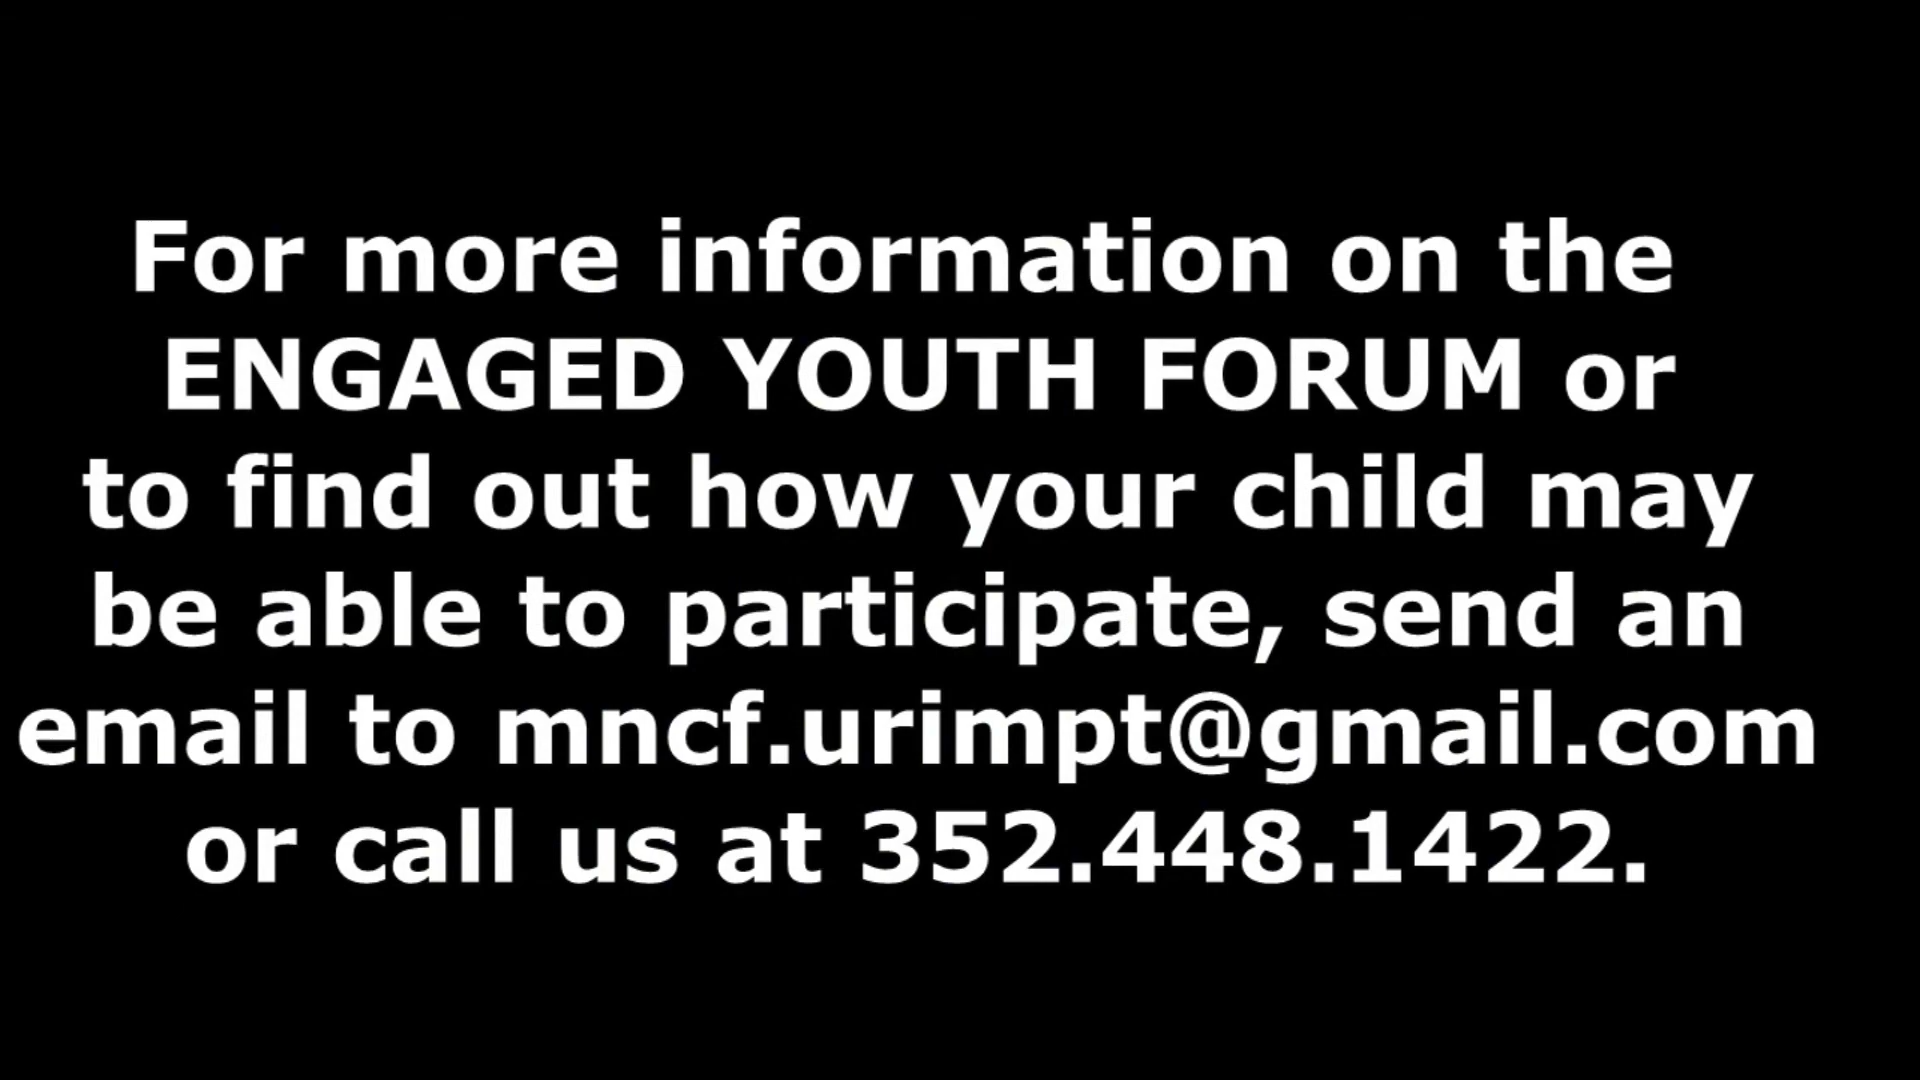 For more information on the
ENGAGED YOUTH FORUM or
to find out how your child may
be able to participate, send an
email to mncf.urimpt@gmail.com
or call us at 352.448.1422.